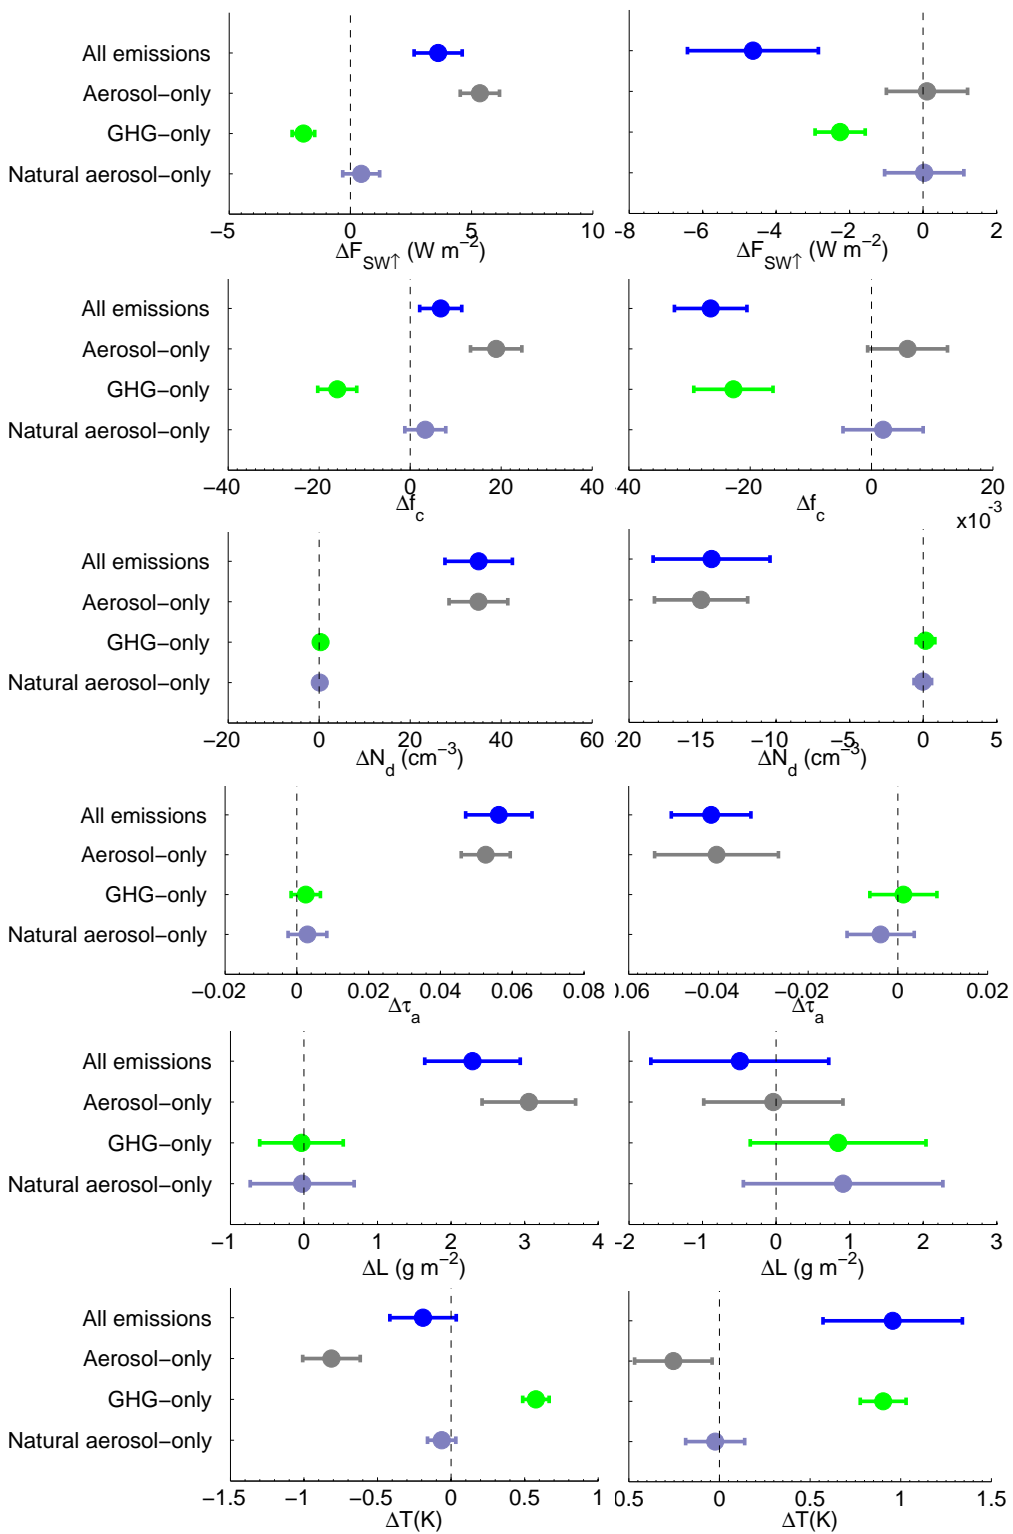 All emissions
Aerosol−only
GHG−only
Natural aerosol−only
−5 0 5 10
ΔF_SW↑ (W m⁻²)
−8 −6 −4 −2 0 2
ΔF_SW↑ (W m⁻²)
All emissions
Aerosol−only
GHG−only
Natural aerosol−only
−40 −20 0 20 40
Δf_c
−40 −20 0 20
Δf_c
x10⁻³
All emissions
Aerosol−only
GHG−only
Natural aerosol−only
−20 0 20 40 60
ΔN_d (cm⁻³)
−20 −15 −10 −5 0 5
ΔN_d (cm⁻³)
All emissions
Aerosol−only
GHG−only
Natural aerosol−only
−0.02 0 0.02 0.04 0.06 0.08
Δτ_a
0.06 −0.04 −0.02 0 0.02
Δτ_a
All emissions
Aerosol−only
GHG−only
Natural aerosol−only
−1 0 1 2 3 4
ΔL (g m⁻²)
−2 −1 0 1 2 3
ΔL (g m⁻²)
All emissions
Aerosol−only
GHG−only
Natural aerosol−only
−1.5 −1 −0.5 0 0.5 1
ΔT(K)
0.5 0 0.5 1 1.5
ΔT(K)